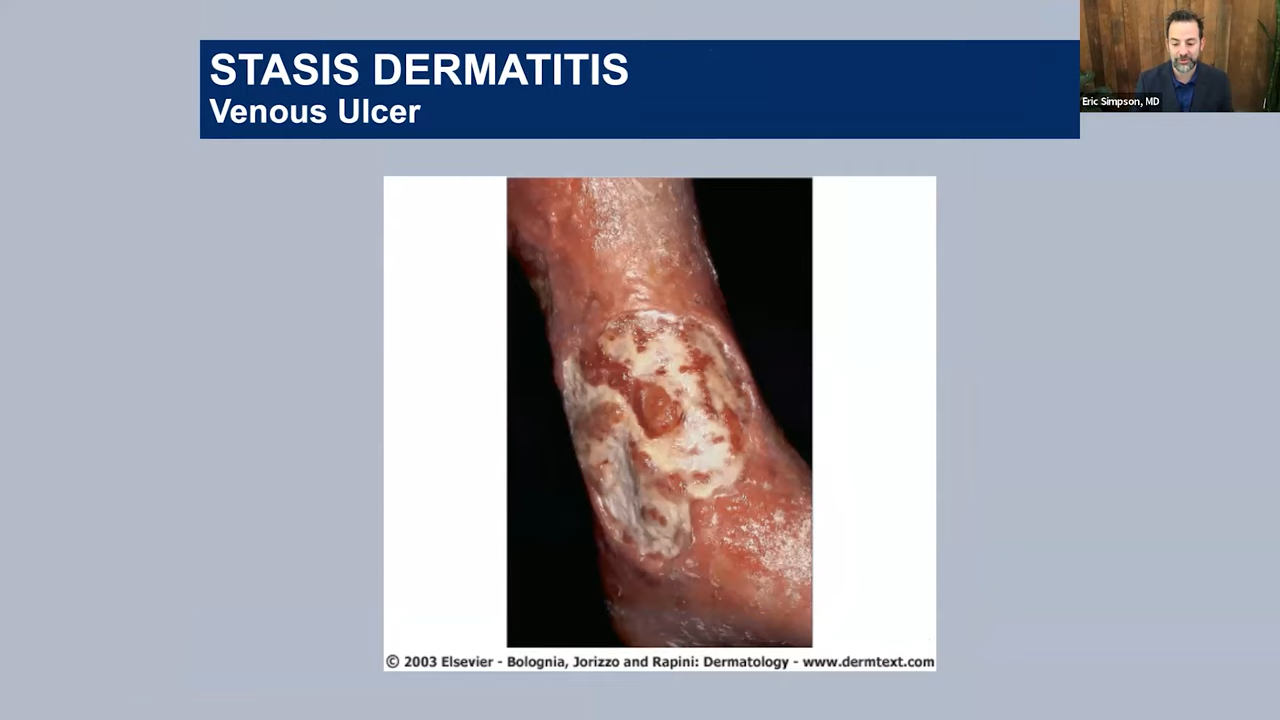 STASIS DERMATITIS
Venous Ulcer
Eric Simpson, MD
© 2003 Elsevier - Bolognia, Jorizzo and Rapini: Dermatology - www.dermtext.com